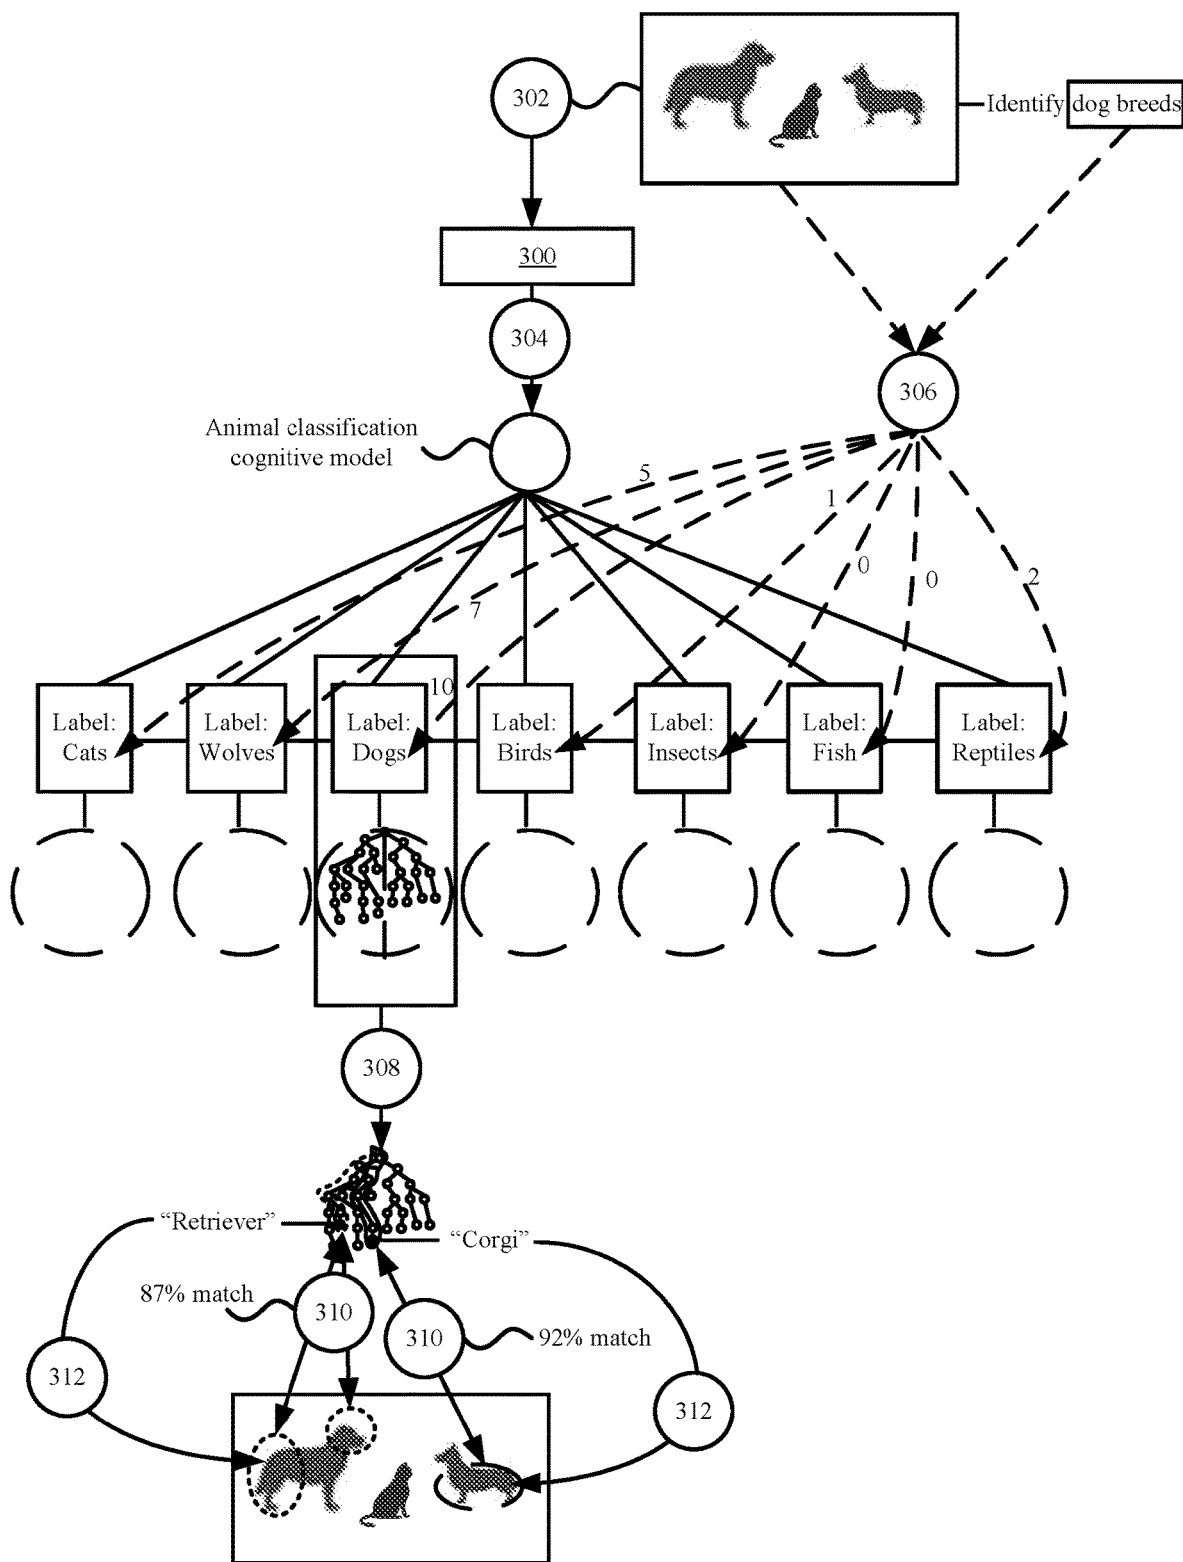 302
Identify dog breeds
300
304
306
Animal classification
cognitive model
5
1
0
0
2
7
10
Label:
Cats
Label:
Wolves
Label:
Dogs
Label:
Birds
Label:
Insects
Label:
Fish
Label:
Reptiles
308
“Retriever”
“Corgi”
87% match
310
310
92% match
312
312